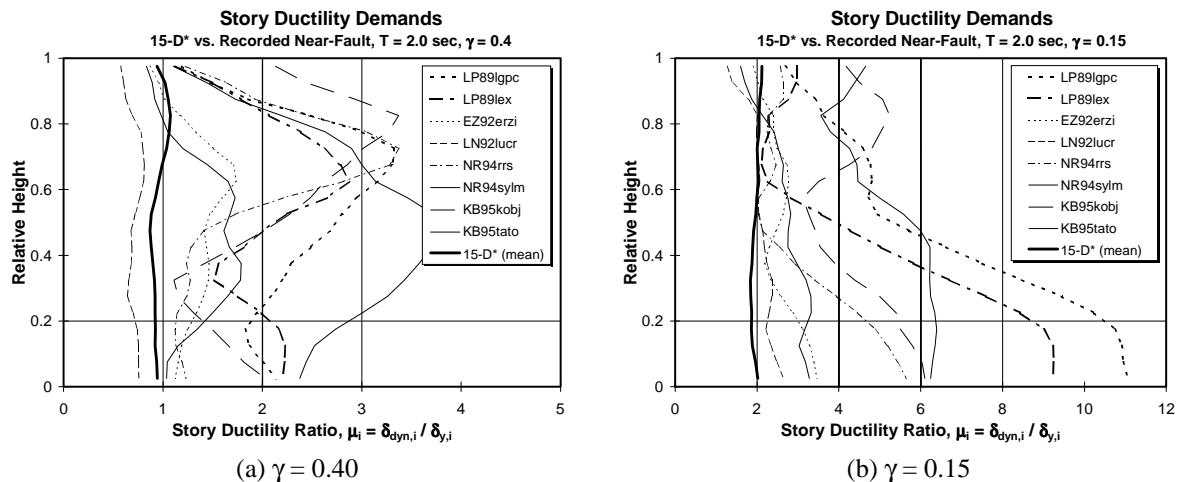 Story Ductility Demands
15-D* vs. Recorded Near-Fault, T = 2.0 sec, γ = 0.4
Relative Height
1
0.8
0.6
0.4
0.2
0
0 1 2 3 4 5
LP89lgpc
LP89lex
EZ92erzi
LN92lucr
NR94rrs
NR94sylm
KB95kobj
KB95tato
15-D* (mean)
Story Ductility Ratio, μi = δdyn,i / δy,i
(a) γ = 0.40
Story Ductility Demands
15-D* vs. Recorded Near-Fault, T = 2.0 sec, γ = 0.15
Relative Height
1
0.8
0.6
0.4
0.2
0
0 2 4 6 8 10 12
LP89lgpc
LP89lex
EZ92erzi
LN92lucr
NR94rrs
NR94sylm
KB95kobj
KB95tato
15-D* (mean)
Story Ductility Ratio, μi = δdyn,i / δy,i
(b) γ = 0.15